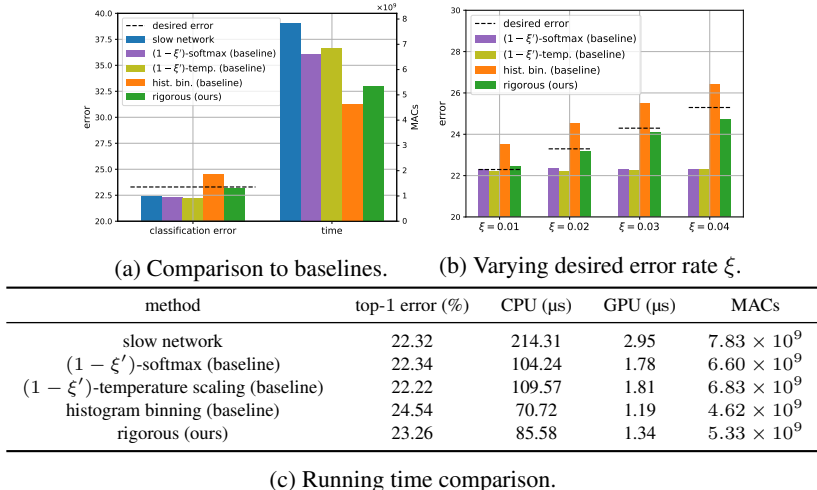 ×10⁹
40.0
37.5
35.0
32.5
30.0
27.5
25.0
22.5
20.0
error
desired error
slow network
(1 − ξ′)-softmax (baseline)
(1 − ξ′)-temp. (baseline)
hist. bin. (baseline)
rigorous (ours)
8
7
6
5
4
3
2
1
0
MACs
classification error
time
(a) Comparison to baselines.
30
28
26
24
22
20
error
desired error
(1 − ξ′)-softmax (baseline)
(1 − ξ′)-temp. (baseline)
hist. bin. (baseline)
rigorous (ours)
ξ = 0.01
ξ = 0.02
ξ = 0.03
ξ = 0.04
(b) Varying desired error rate ξ.
method top-1 error (%) CPU (µs) GPU (µs) MACs
slow network 22.32 214.31 2.95 7.83 × 10⁹
(1 − ξ′)-softmax (baseline) 22.34 104.24 1.78 6.60 × 10⁹
(1 − ξ′)-temperature scaling (baseline) 22.22 109.57 1.81 6.83 × 10⁹
histogram binning (baseline) 24.54 70.72 1.19 4.62 × 10⁹
rigorous (ours) 23.26 85.58 1.34 5.33 × 10⁹
(c) Running time comparison.